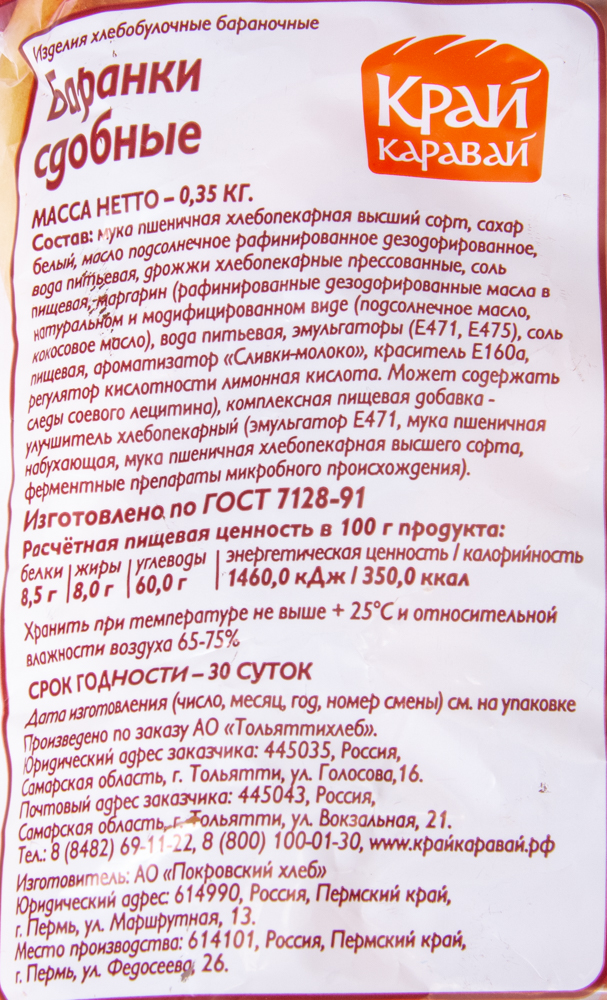 Изделия хлебобулочные бараночные
Баранки
сдобные
Край
каравай
МАССА НЕТТО – 0,35 КГ.
Состав: мука пшеничная хлебопекарная высший сорт, сахар
белый, масло подсолнечное рафинированное дезодорированное,
вода питьевая, дрожжи хлебопекарные прессованные, соль
пищевая, маргарин (рафинированные дезодорированные масла в
натуральном и модифицированном виде (подсолнечное масло,
кокосовое масло), вода питьевая, эмульгаторы (Е471, Е475), соль
пищевая, ароматизатор «Сливки-молоко», краситель Е160а,
регулятор кислотности лимонная кислота. Может содержать
следы соевого лецитина), комплексная пищевая добавка -
улучшитель хлебопекарный (эмульгатор Е471, мука пшеничная
набухающая, мука пшеничная хлебопекарная высшего сорта,
ферментные препараты микробного происхождения).
Изготовлено по ГОСТ 7128-91
Расчётная пищевая ценность в 100 г продукта:
белки | жиры | углеводы | энергетическая ценность / калорийность
8,5 г | 8,0 г | 60,0 г | 1460,0 кДж / 350,0 ккал
Хранить при температуре не выше + 25°С и относительной
влажности воздуха 65-75%
СРОК ГОДНОСТИ – 30 СУТОК
Дата изготовления (число, месяц, год, номер смены) см. на упаковке
Произведено по заказу АО «Тольяттихлеб».
Юридический адрес заказчика: 445035, Россия,
Самарская область, г. Тольятти, ул. Голосова,16.
Почтовый адрес заказчика: 445043, Россия,
Самарская область, г. Тольятти, ул. Вокзальная, 21.
Тел.: 8 (8482) 69-11-22, 8 (800) 100-01-30, www.крайкаравай.рф
Изготовитель: АО «Покровский хлеб»
Юридический адрес: 614990, Россия, Пермский край,
г. Пермь, ул. Маршрутная, 13.
Место производства: 614101, Россия, Пермский край,
г. Пермь, ул. Федосеева, 26.